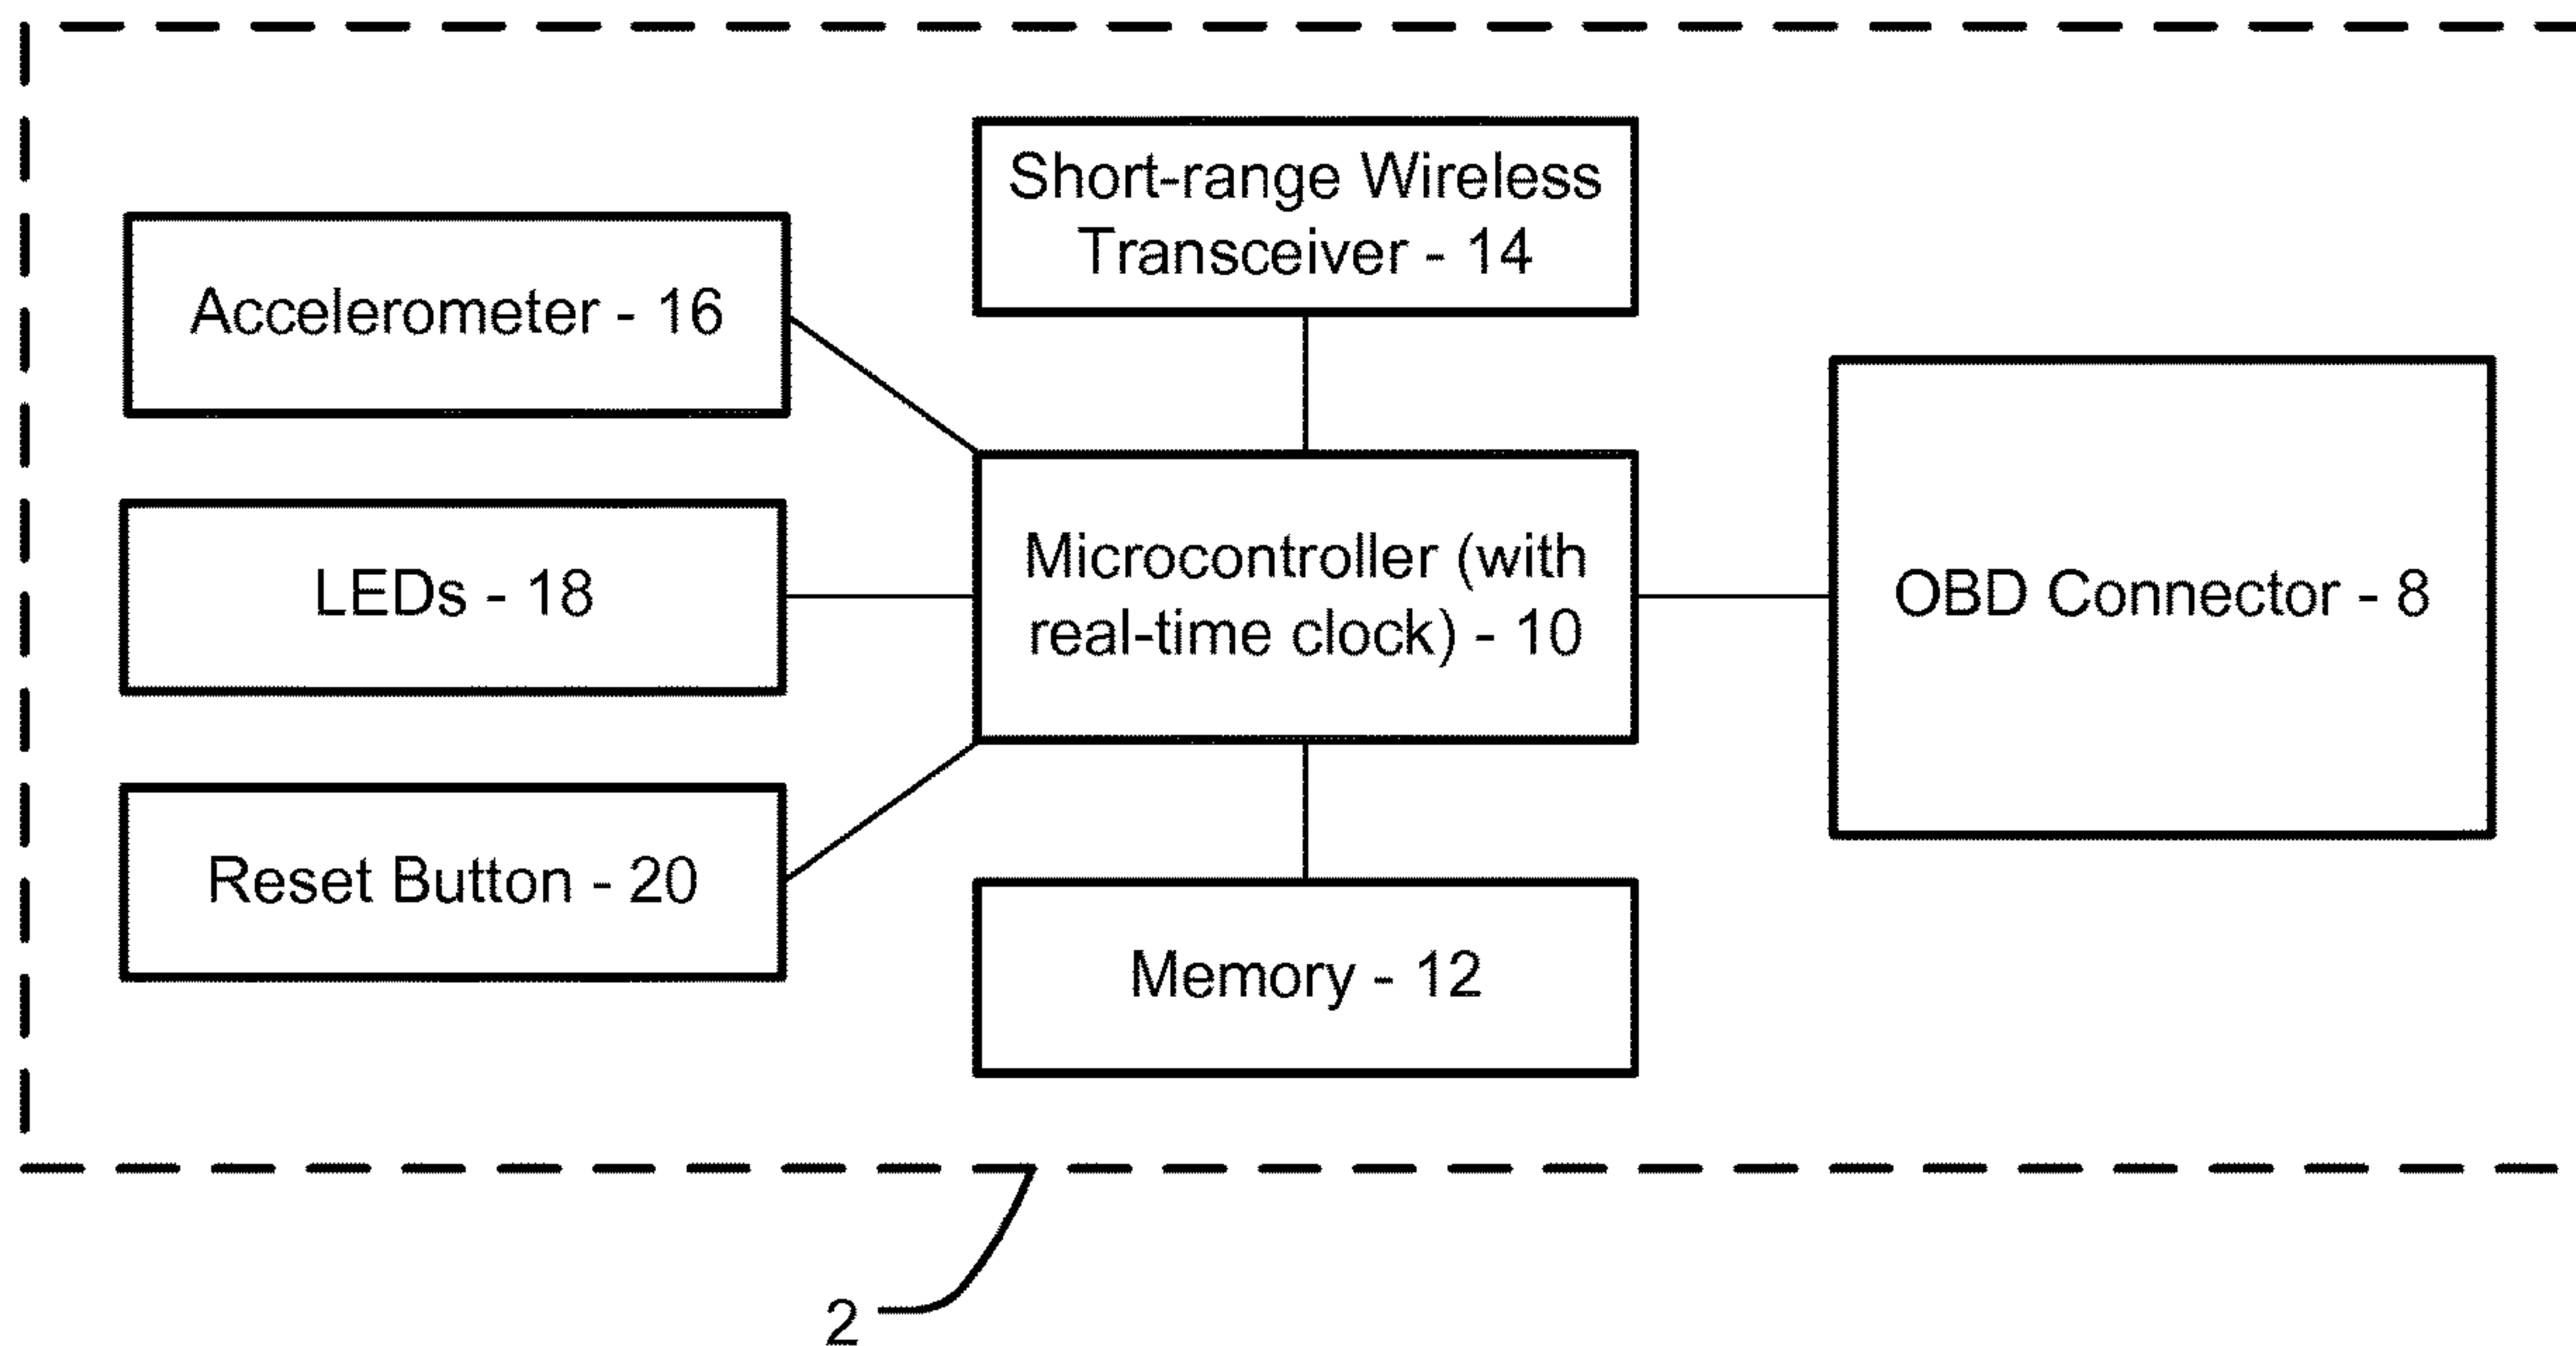 Short-range Wireless
Transceiver - 14
Accelerometer - 16
Microcontroller (with
real-time clock) - 10
LEDs - 18
OBD Connector - 8
Reset Button - 20
Memory - 12
2